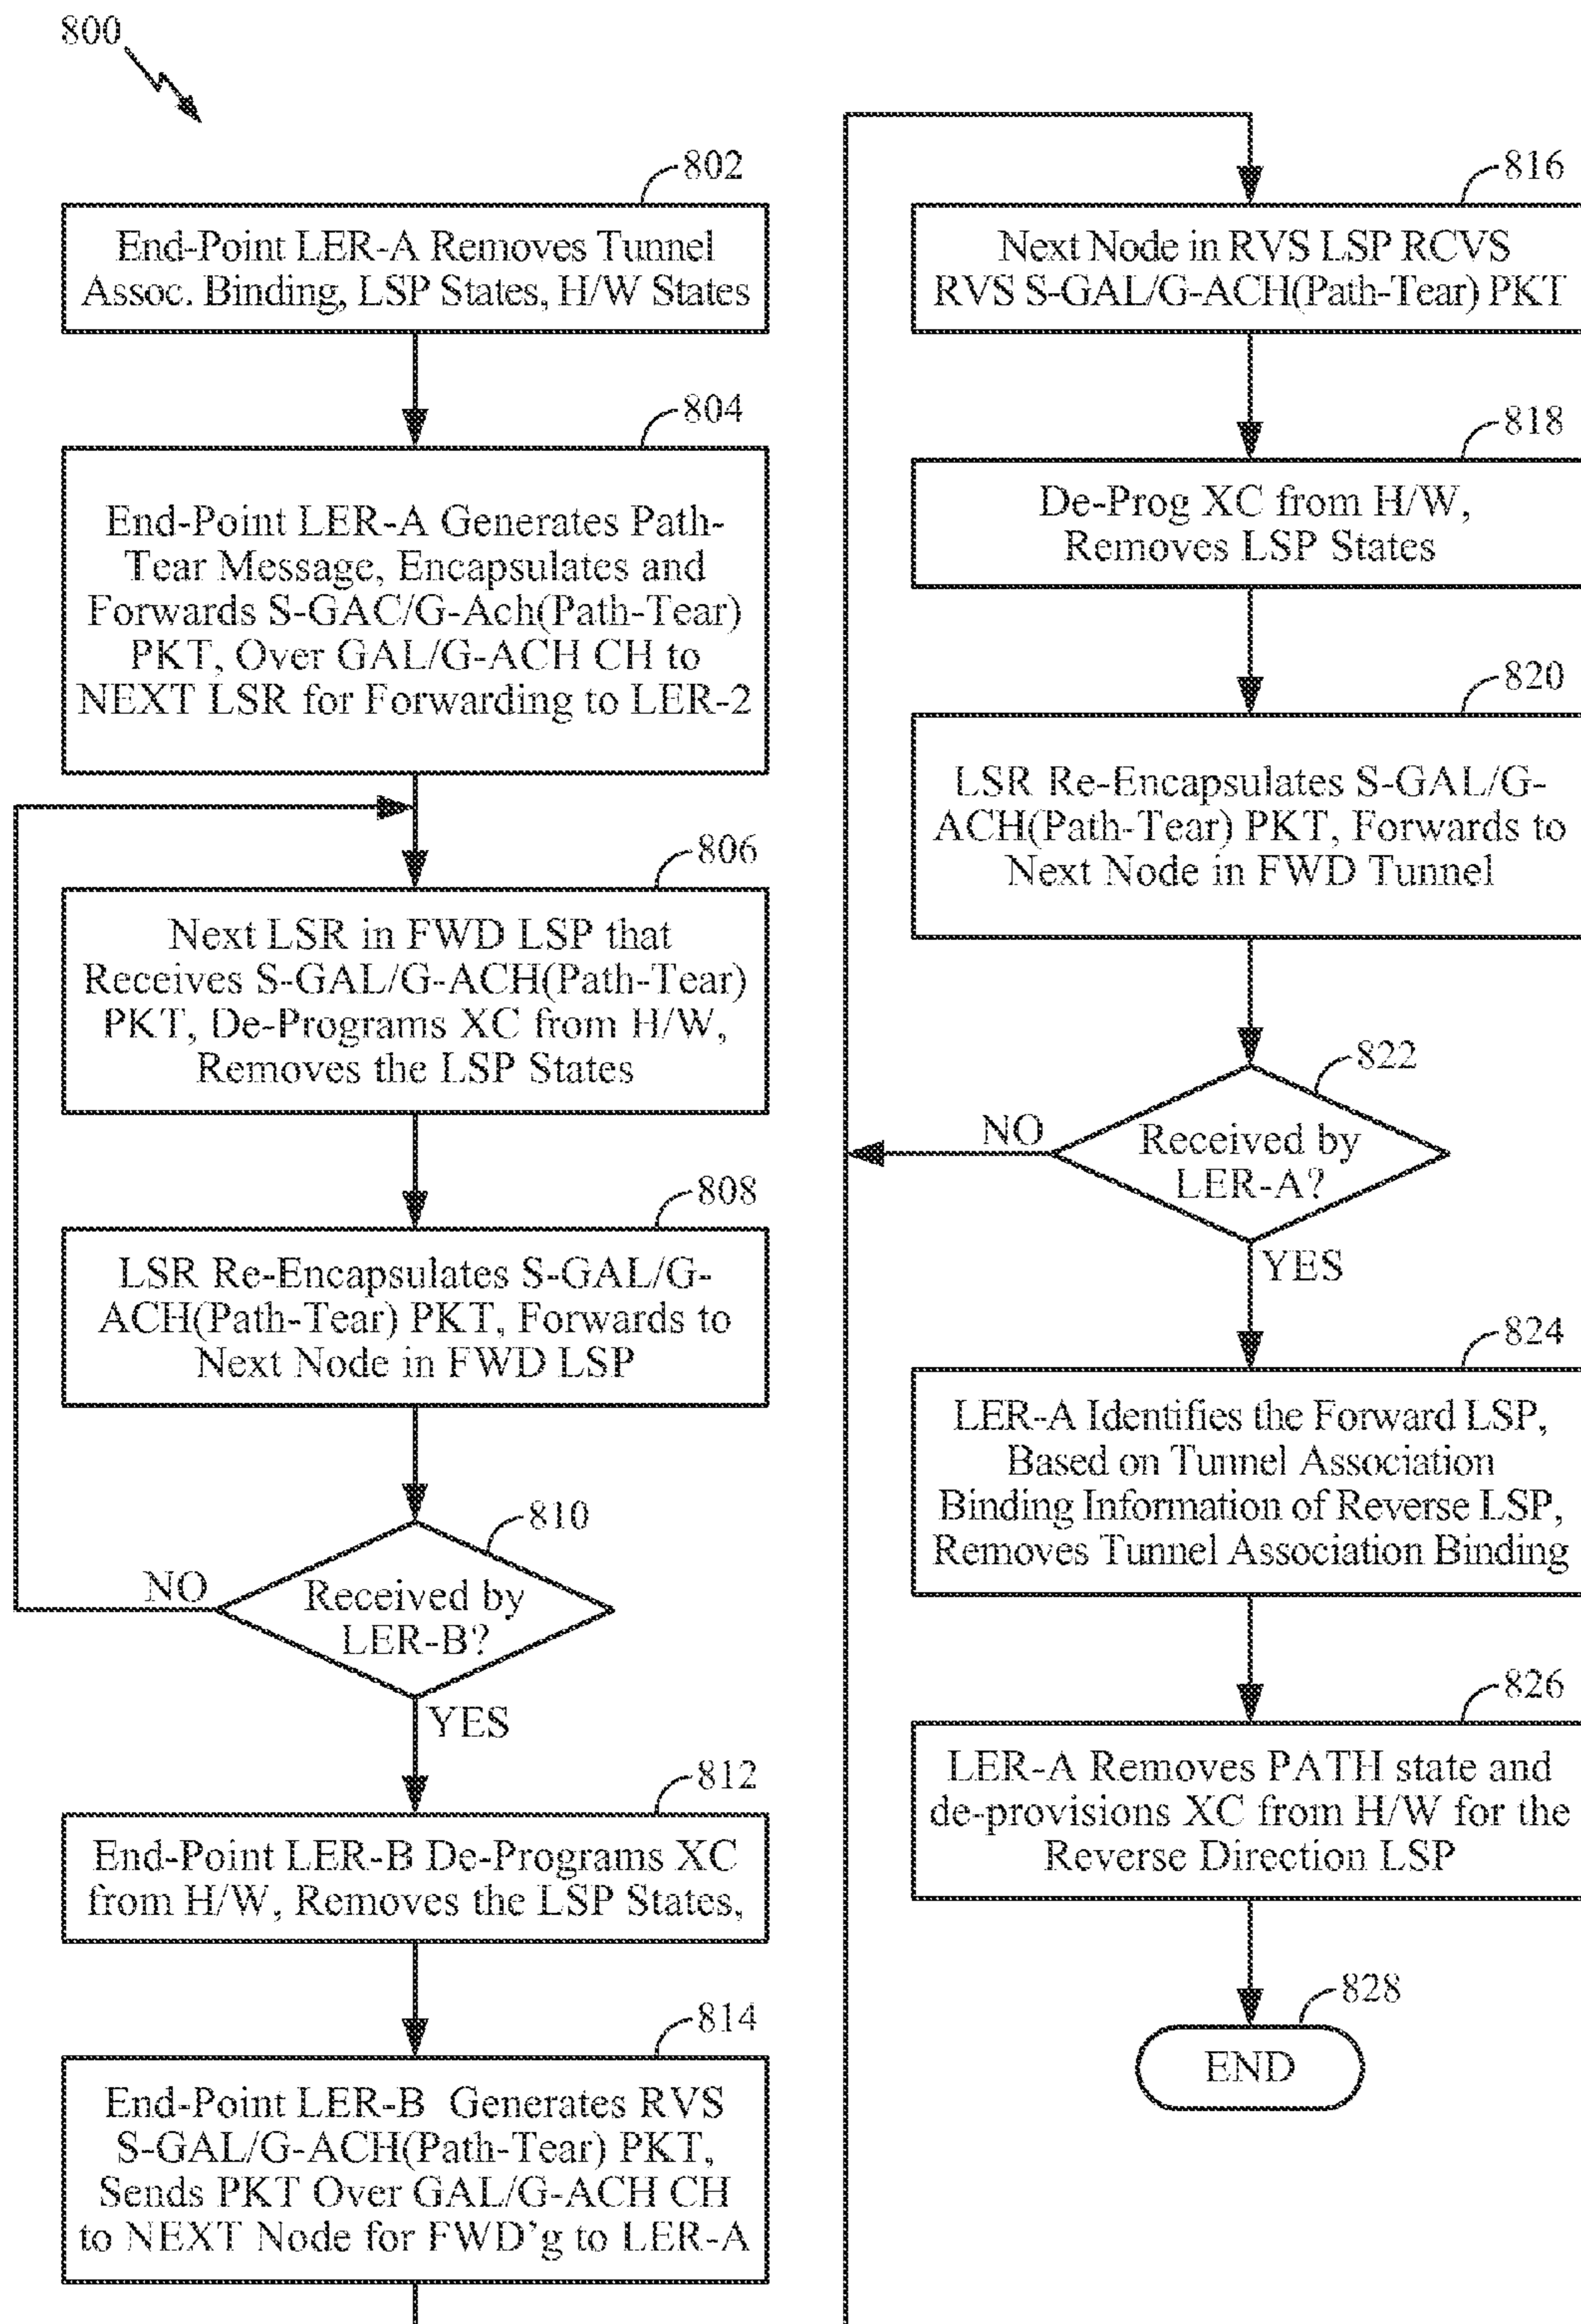 800
802
End-Point LER-A Removes Tunnel
Assoc. Binding, LSP States, H/W States
804
End-Point LER-A Generates Path-
Tear Message, Encapsulates and
Forwards S-GAC/G-Ach(Path-Tear)
PKT, Over GAL/G-ACH CH to
NEXT LSR for Forwarding to LER-2
806
Next LSR in FWD LSP that
Receives S-GAL/G-ACH(Path-Tear)
PKT, De-Programs XC from H/W,
Removes the LSP States
808
LSR Re-Encapsulates S-GAL/G-
ACH(Path-Tear) PKT, Forwards to
Next Node in FWD LSP
810
NO
Received by
LER-B?
YES
812
End-Point LER-B De-Programs XC
from H/W, Removes the LSP States,
814
End-Point LER-B Generates RVS
S-GAL/G-ACH(Path-Tear) PKT,
Sends PKT Over GAL/G-ACH CH
to NEXT Node for FWD'g to LER-A
816
Next Node in RVS LSP RCVS
RVS S-GAL/G-ACH(Path-Tear) PKT
818
De-Prog XC from H/W,
Removes LSP States
820
LSR Re-Encapsulates S-GAL/G-
ACH(Path-Tear) PKT, Forwards to
Next Node in FWD Tunnel
822
NO
Received by
LER-A?
YES
824
LER-A Identifies the Forward LSP,
Based on Tunnel Association
Binding Information of Reverse LSP,
Removes Tunnel Association Binding
826
LER-A Removes PATH state and
de-provisions XC from H/W for the
Reverse Direction LSP
828
END